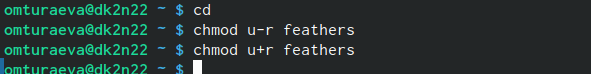 omturaeva@dk2n22 ~ $ cd
omturaeva@dk2n22 ~ $ chmod u-r feathers
omturaeva@dk2n22 ~ $ chmod u+r feathers
omturaeva@dk2n22 ~ $